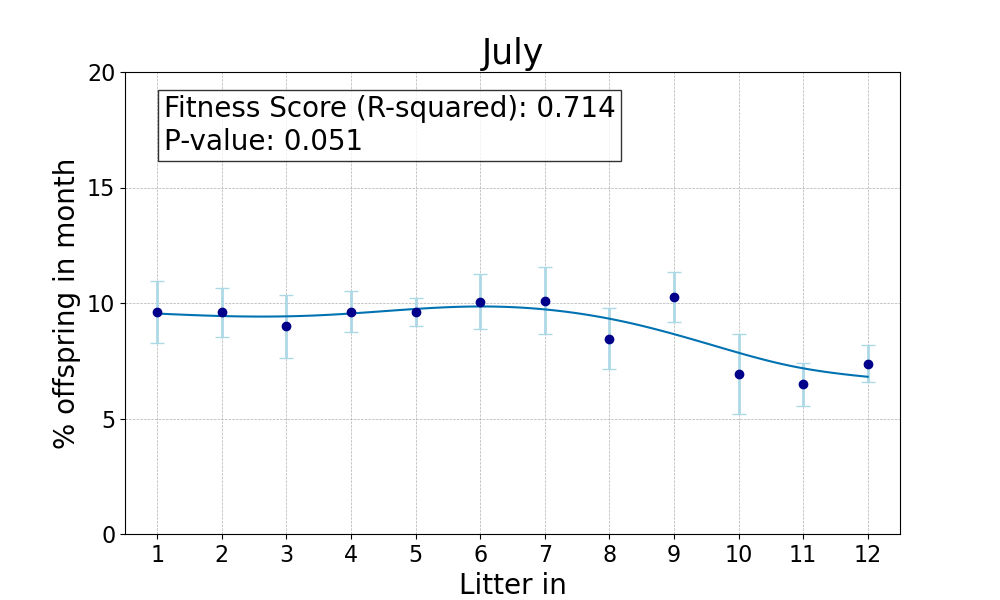 July
Fitness Score (R-squared): 0.714
P-value: 0.051
% offspring in month
20
15
10
5
0
1 2 3 4 5 6 7 8 9 10 11 12
Litter in